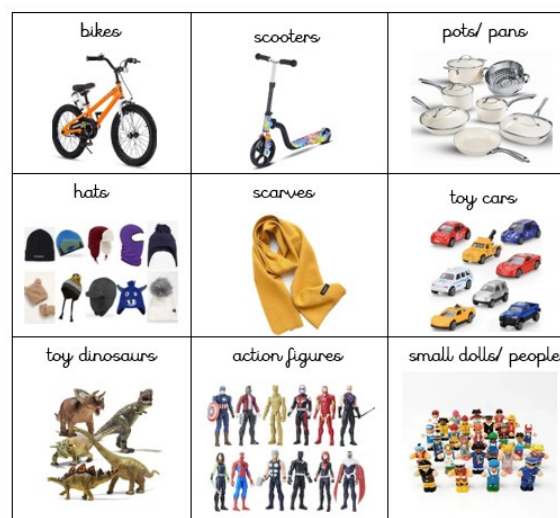 bikes
scooters
pots/ pans
hats
scarves
toy cars
toy dinosaurs
action figures
small dolls/ people